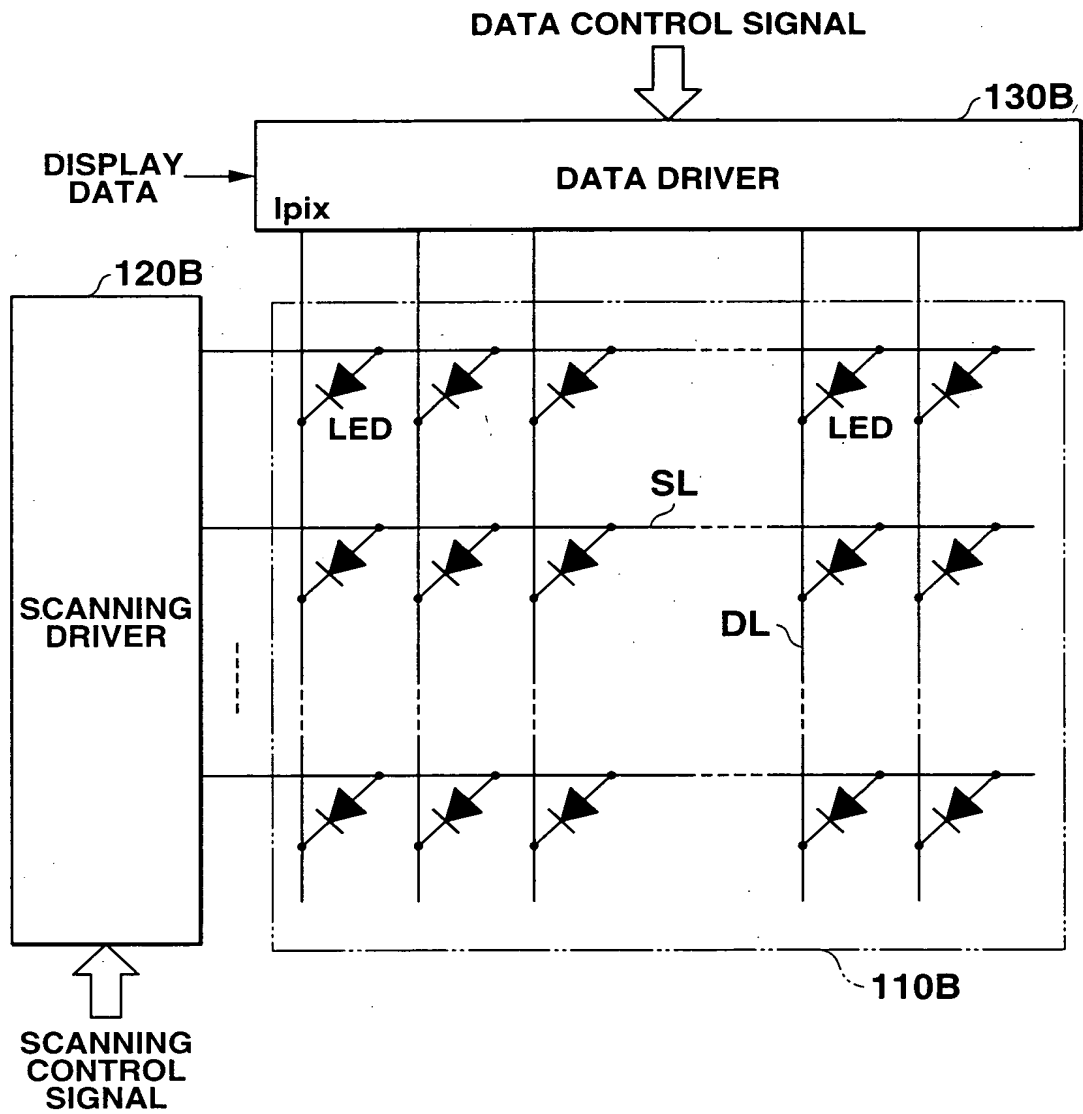 DATA CONTROL SIGNAL
130B
DISPLAY
DATA
DATA DRIVER
Ipix
120B
LED
LED
SL
SCANNING
DRIVER
DL
110B
SCANNING
CONTROL
SIGNAL